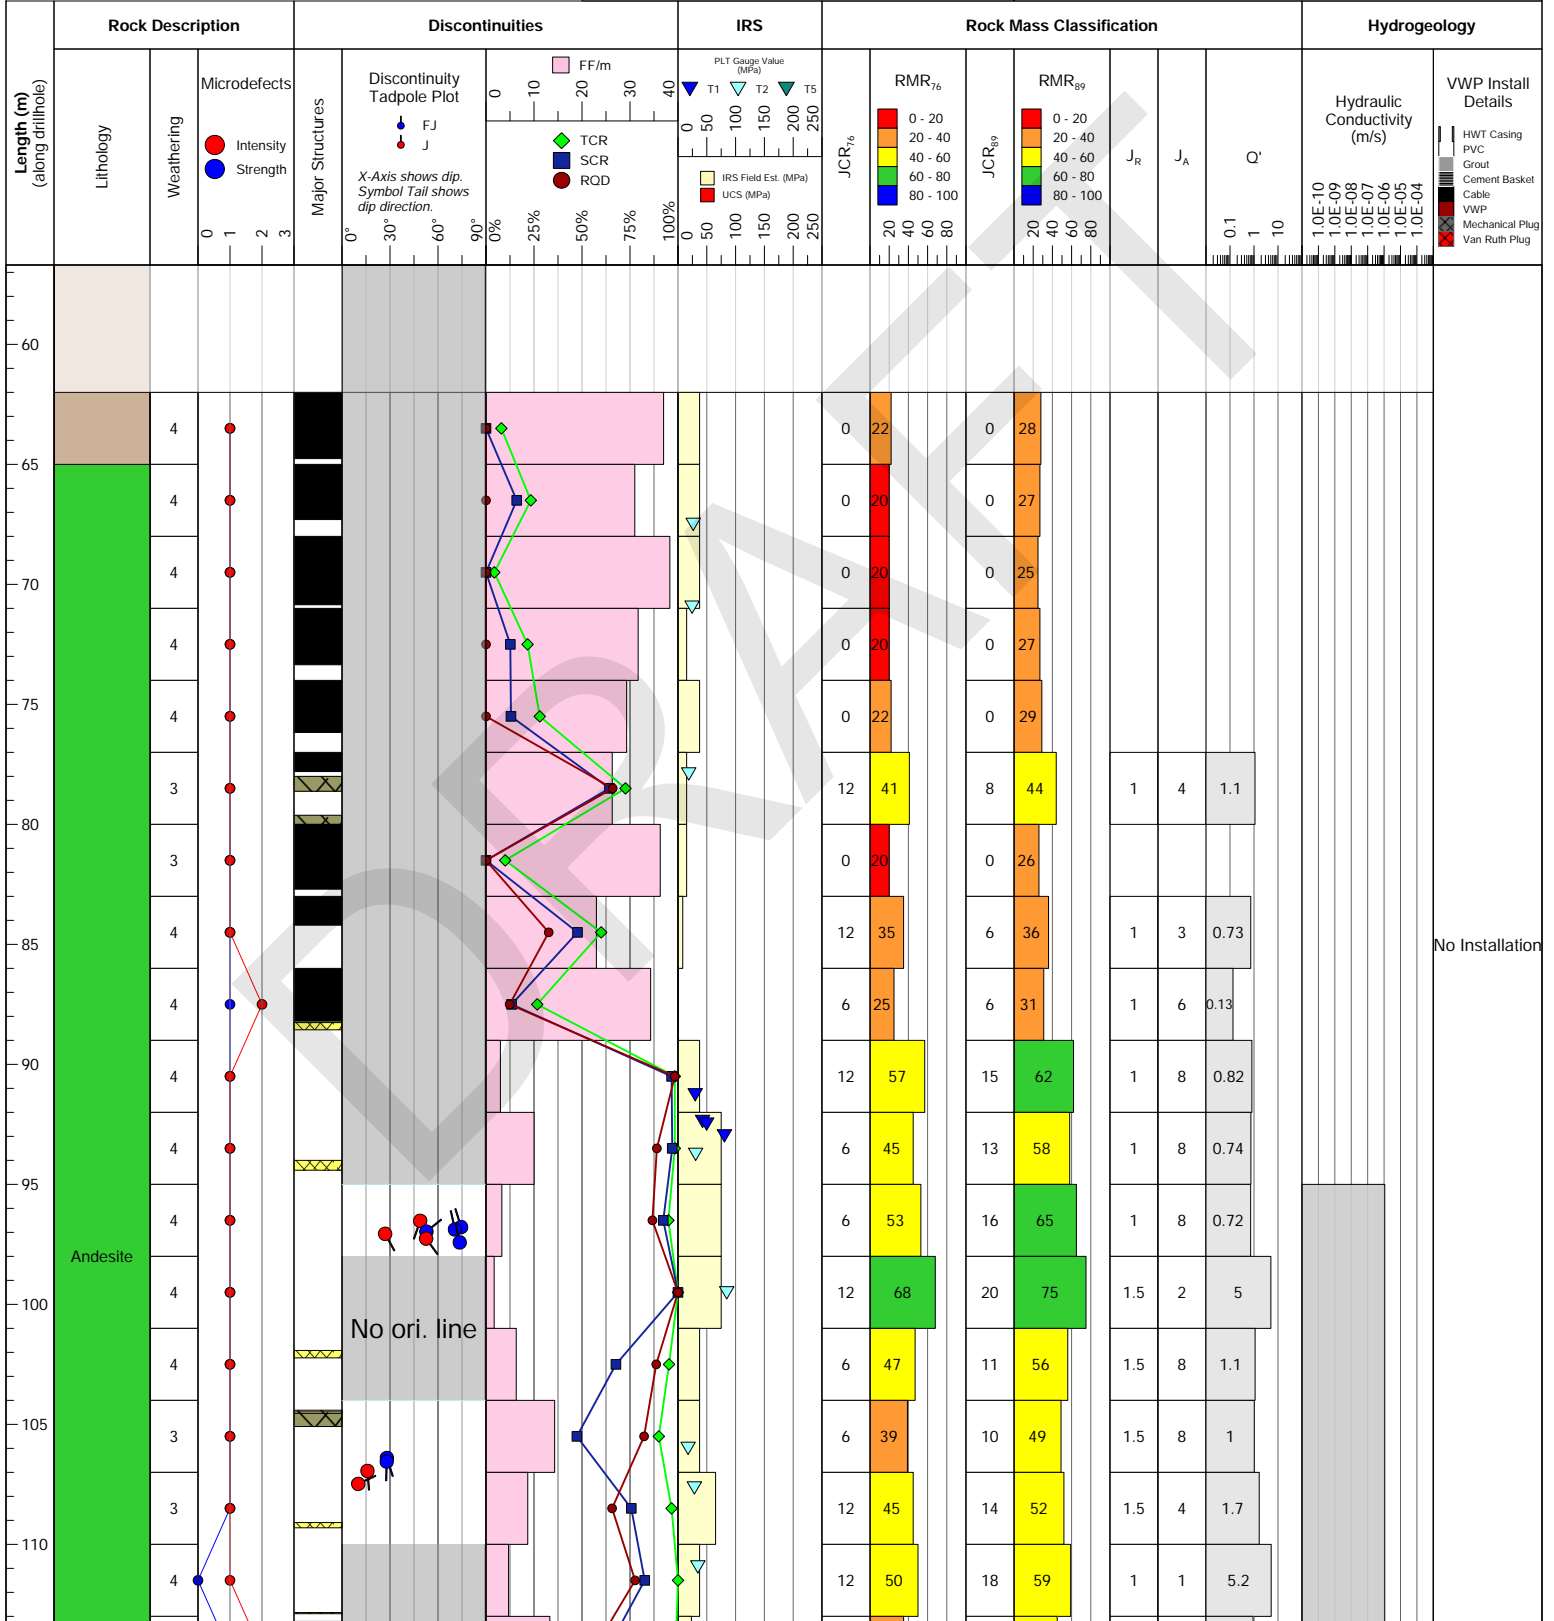 Rock Description
Discontinuities
IRS
Rock Mass Classification
Hydrogeology
Length (m)
(along drillhole)
Lithology
Weathering
Microdefects
Intensity
Strength
0 1 2 3
Major Structures
Discontinuity
Tadpole Plot
FJ
J
X-Axis shows dip.
Symbol Tail shows
dip direction.
0° 30° 60° 90°
FF/m
0 10 20 30 40
TCR
SCR
RQD
0% 25% 50% 75% 100%
PLT Gauge Value
(MPa)
T1 T2 T5
0 50 100 150 200 250
IRS Field Est. (MPa)
UCS (MPa)
0 50 100 150 200 250
JCR76
RMR76
0 - 20
20 - 40
40 - 60
60 - 80
80 - 100
20 40 60 80
JCR89
RMR89
0 - 20
20 - 40
40 - 60
60 - 80
80 - 100
20 40 60 80
JR
JA
Q'
0.1 1 10
Hydraulic
Conductivity
(m/s)
1.0E-10 1.0E-09 1.0E-08 1.0E-07 1.0E-06 1.0E-05 1.0E-04
VWP Install
Details
HWT Casing
PVC
Grout
Cement Basket
Cable
VWP
Mechanical Plug
Van Ruth Plug
60
4 0 22 0 28
65
4 0 20 0 27
4 0 20 0 25
70
4 0 20 0 27
75
4 0 22 0 29
3 12 41 8 44 1 4 1.1
80
3 0 20 0 26
4 12 35 6 36 1 3 0.73
85
No Installation
4 6 25 6 31 1 6 0.13
90
4 12 57 15 62 1 8 0.82
4 6 45 13 58 1 8 0.74
95
4 6 53 16 65 1 8 0.72
Andesite
4 12 68 20 75 1.5 2 5
100
No ori. line
4 6 47 11 56 1.5 8 1.1
105
3 6 39 10 49 1.5 8 1
3 12 45 14 52 1.5 4 1.7
110
4 12 50 18 59 1 1 5.2
DRAFT